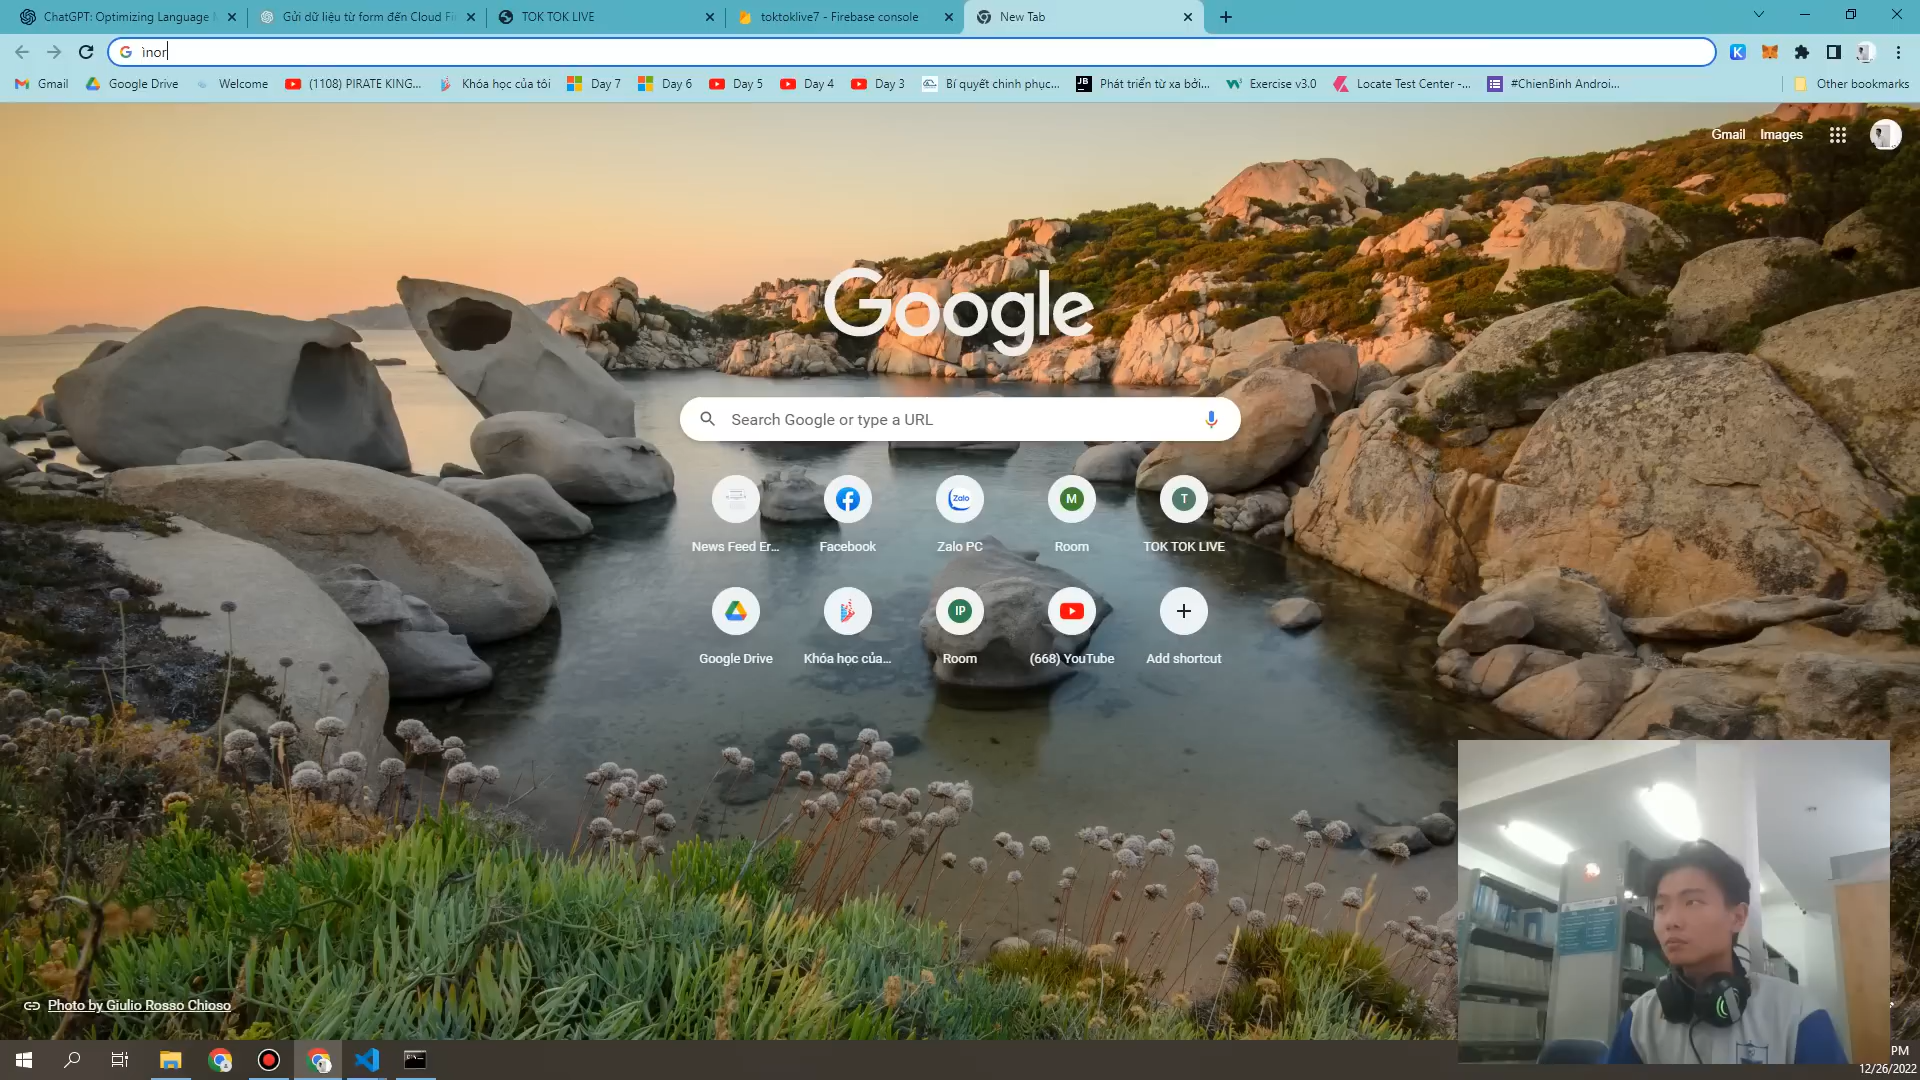 ChatGPT: Optimizing Language
Gửi dữ liệu từ form đến Cloud Fi
TOK TOK LIVE
toktoklive7 - Firebase console
New Tab
ìnor
Gmail
Google Drive
Welcome
(1108) PIRATE KING...
Khóa học của tôi
Day 7
Day 6
Day 5
Day 4
Day 3
Bí quyết chinh phục...
Phát triển từ xa bởi...
Exercise v3.0
Locate Test Center -...
#ChienBinh Androi...
Other bookmarks
Gmail
Images
Google
Search Google or type a URL
News Feed Er...
Facebook
Zalo
Zalo PC
M
Room
T
TOK TOK LIVE
Google Drive
Khóa học của...
IP
Room
(668) YouTube
Add shortcut
Photo by Giulio Rosso Chioso
PM
12/26/2022